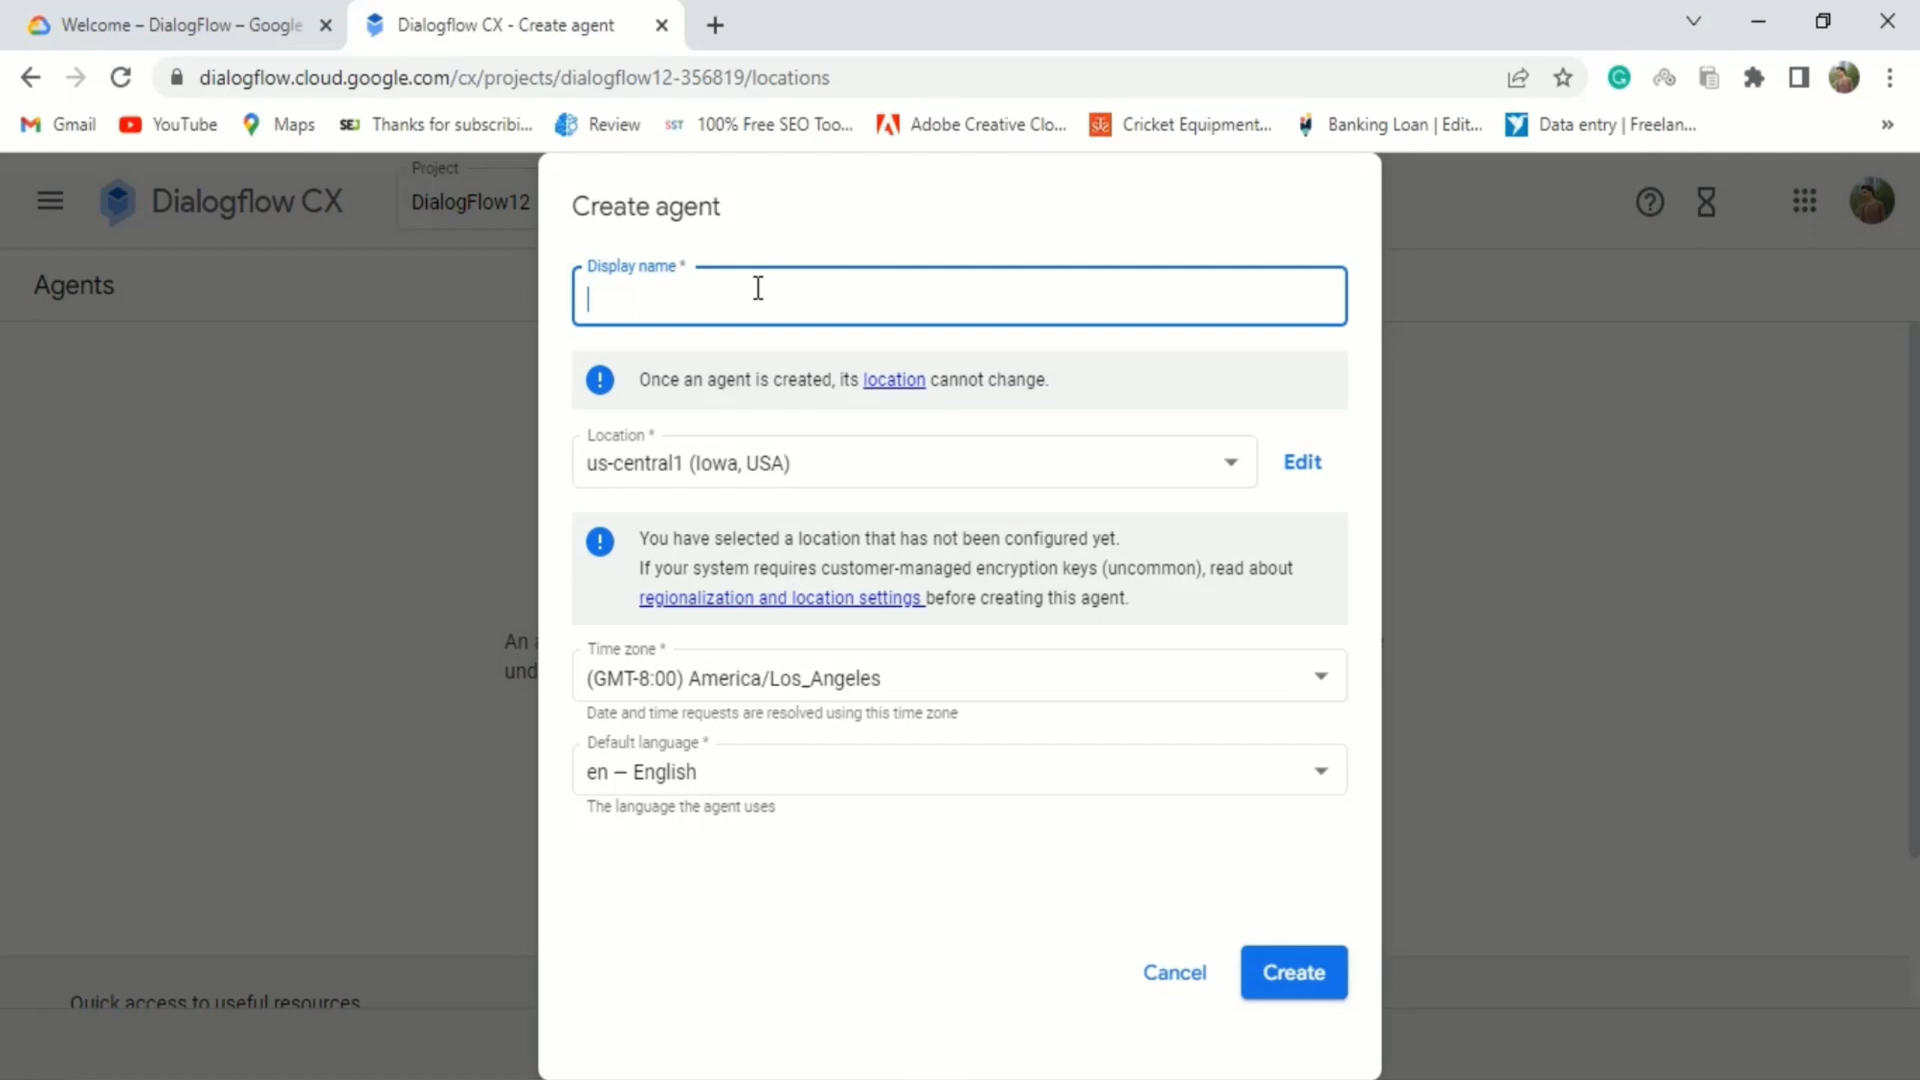 Welcome – DialogFlow – Google
Dialogflow CX - Create agent
dialogflow.cloud.google.com/cx/projects/dialogflow12-356819/locations
Gmail
YouTube
Maps
SEJ Thanks for subscribi...
Review
SST 100% Free SEO Too...
Adobe Creative Clo...
Cricket Equipment...
Banking Loan | Edit...
Data entry | Freelan...
Dialogflow CX
Project
DialogFlow12
Agents
An
und
Create agent
Display name *
Once an agent is created, its location cannot change.
Location *
us-central1 (Iowa, USA)
Edit
You have selected a location that has not been configured yet.
If your system requires customer-managed encryption keys (uncommon), read about
regionalization and location settings before creating this agent.
Time zone *
(GMT-8:00) America/Los_Angeles
Date and time requests are resolved using this time zone
Default language *
en – English
The language the agent uses
Cancel
Create
Quick access to useful resources